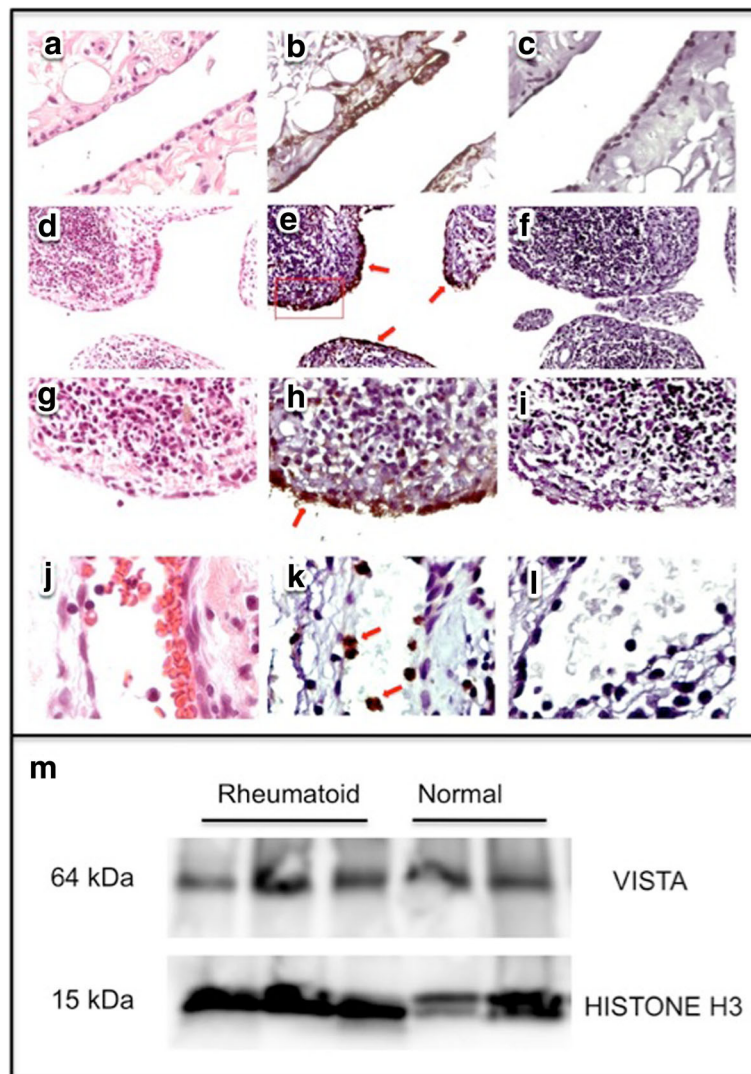 a b c
d e f
g h i
j k l
m
Rheumatoid Normal
64 kDa VISTA
15 kDa HISTONE H3